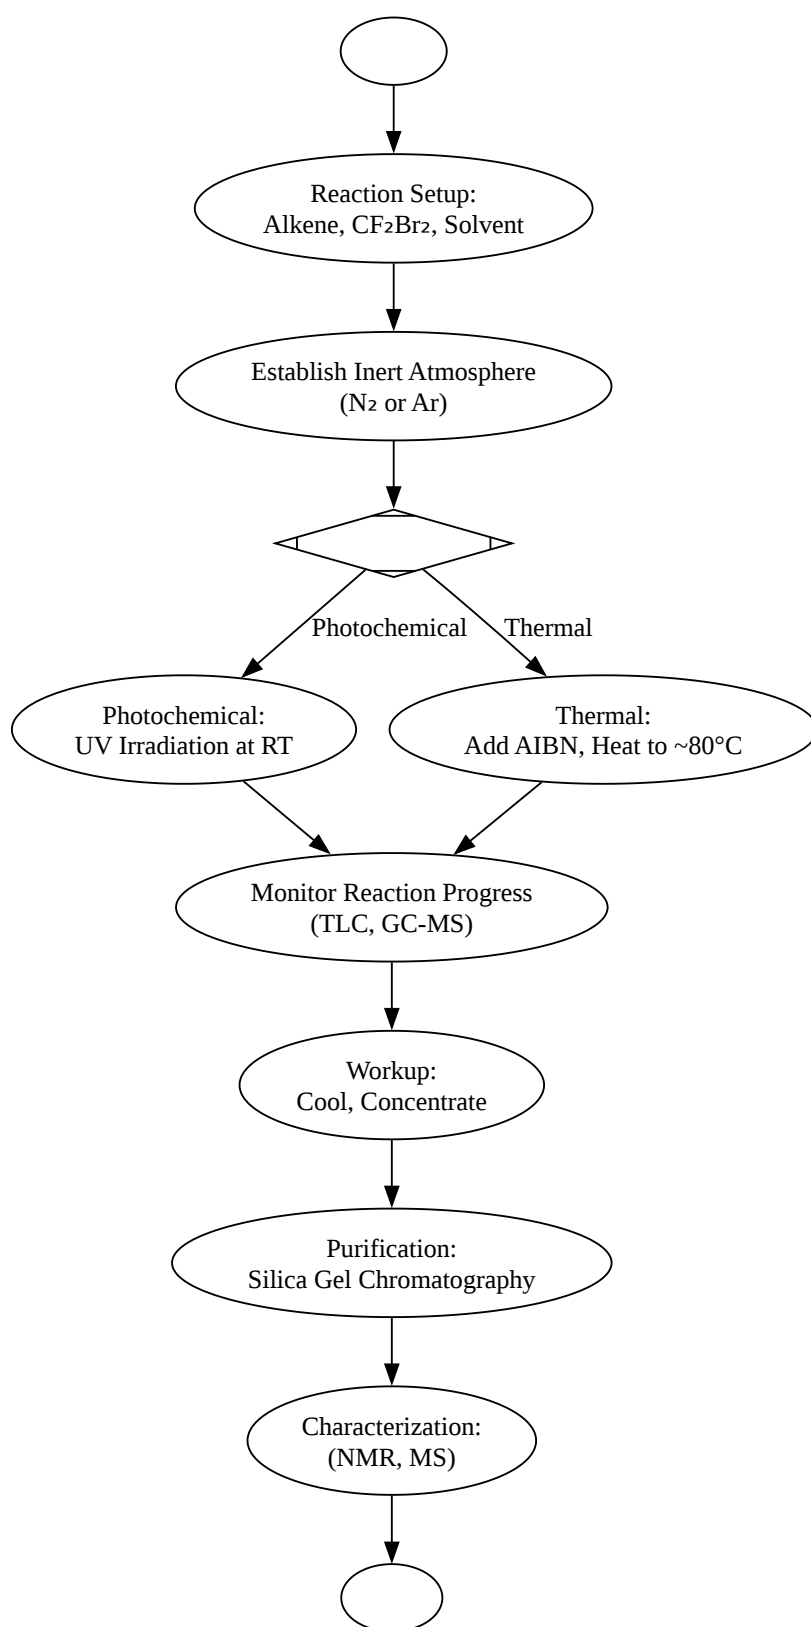 Reaction Setup:
Alkene, CF₂Br₂, Solvent
Establish Inert Atmosphere
(N₂ or Ar)
Photochemical
Thermal
Photochemical:
UV Irradiation at RT
Thermal:
Add AIBN, Heat to ~80°C
Monitor Reaction Progress
(TLC, GC-MS)
Workup:
Cool, Concentrate
Purification:
Silica Gel Chromatography
Characterization:
(NMR, MS)